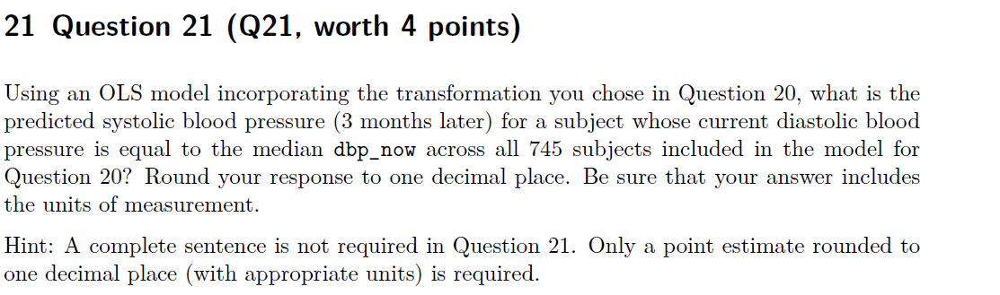 21 Question 21 (Q21, worth 4 points)
Using an OLS model incorporating the transformation you chose in Question 20, what is the
predicted systolic blood pressure (3 months later) for a subject whose current diastolic blood
pressure is equal to the median dbp_now across all 745 subjects included in the model for
Question 20? Round your response to one decimal place. Be sure that your answer includes
the units of measurement.
Hint: A complete sentence is not required in Question 21. Only a point estimate rounded to
one decimal place (with appropriate units) is required.